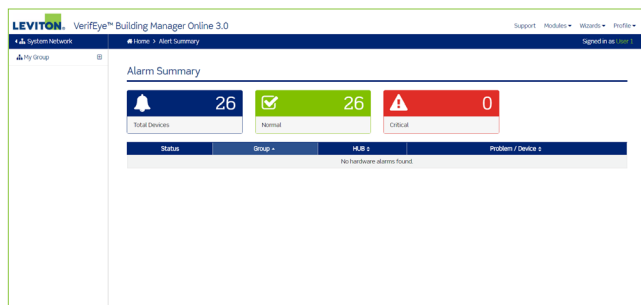 LEVITON. VerifEye™ Building Manager Online 3.0
Support Modules Wizards Profile
System Network
Home > Alert Summary
Signed in as User 1
My Group
Alarm Summary
26
Total Devices
26
Normal
0
Critical
Status Group HUB Problem / Device
No hardware alarms found.